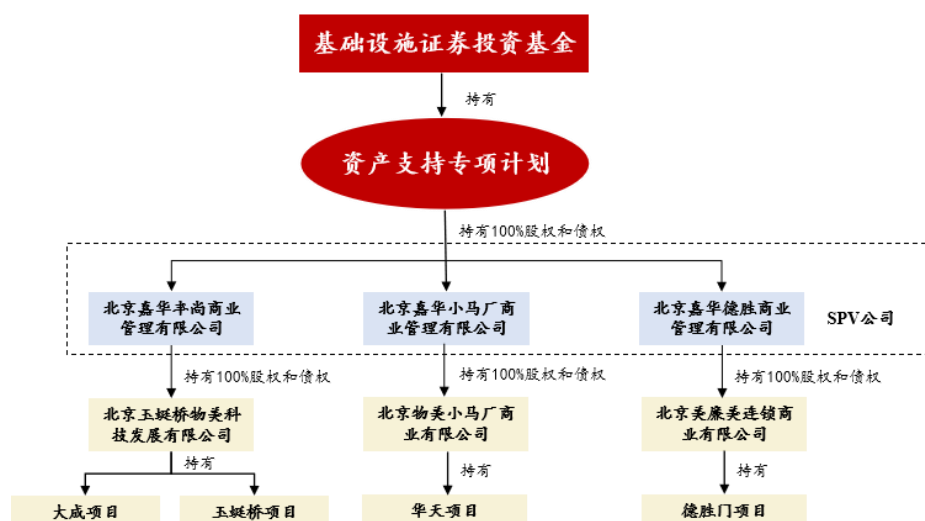 基础设施证券投资基金
持有
资产支持专项计划
持有100%股权和债权
北京嘉华丰尚商业
管理有限公司
北京嘉华小马厂商
业管理有限公司
北京嘉华德胜商业
管理有限公司
SPV公司
持有100%股权和债权
持有100%股权和债权
持有100%股权和债权
北京玉蜓桥物美科
技发展有限公司
北京物美小马厂商
业有限公司
北京美廉美连锁商
业有限公司
持有
持有
持有
大成项目
玉蜓桥项目
华天项目
德胜门项目